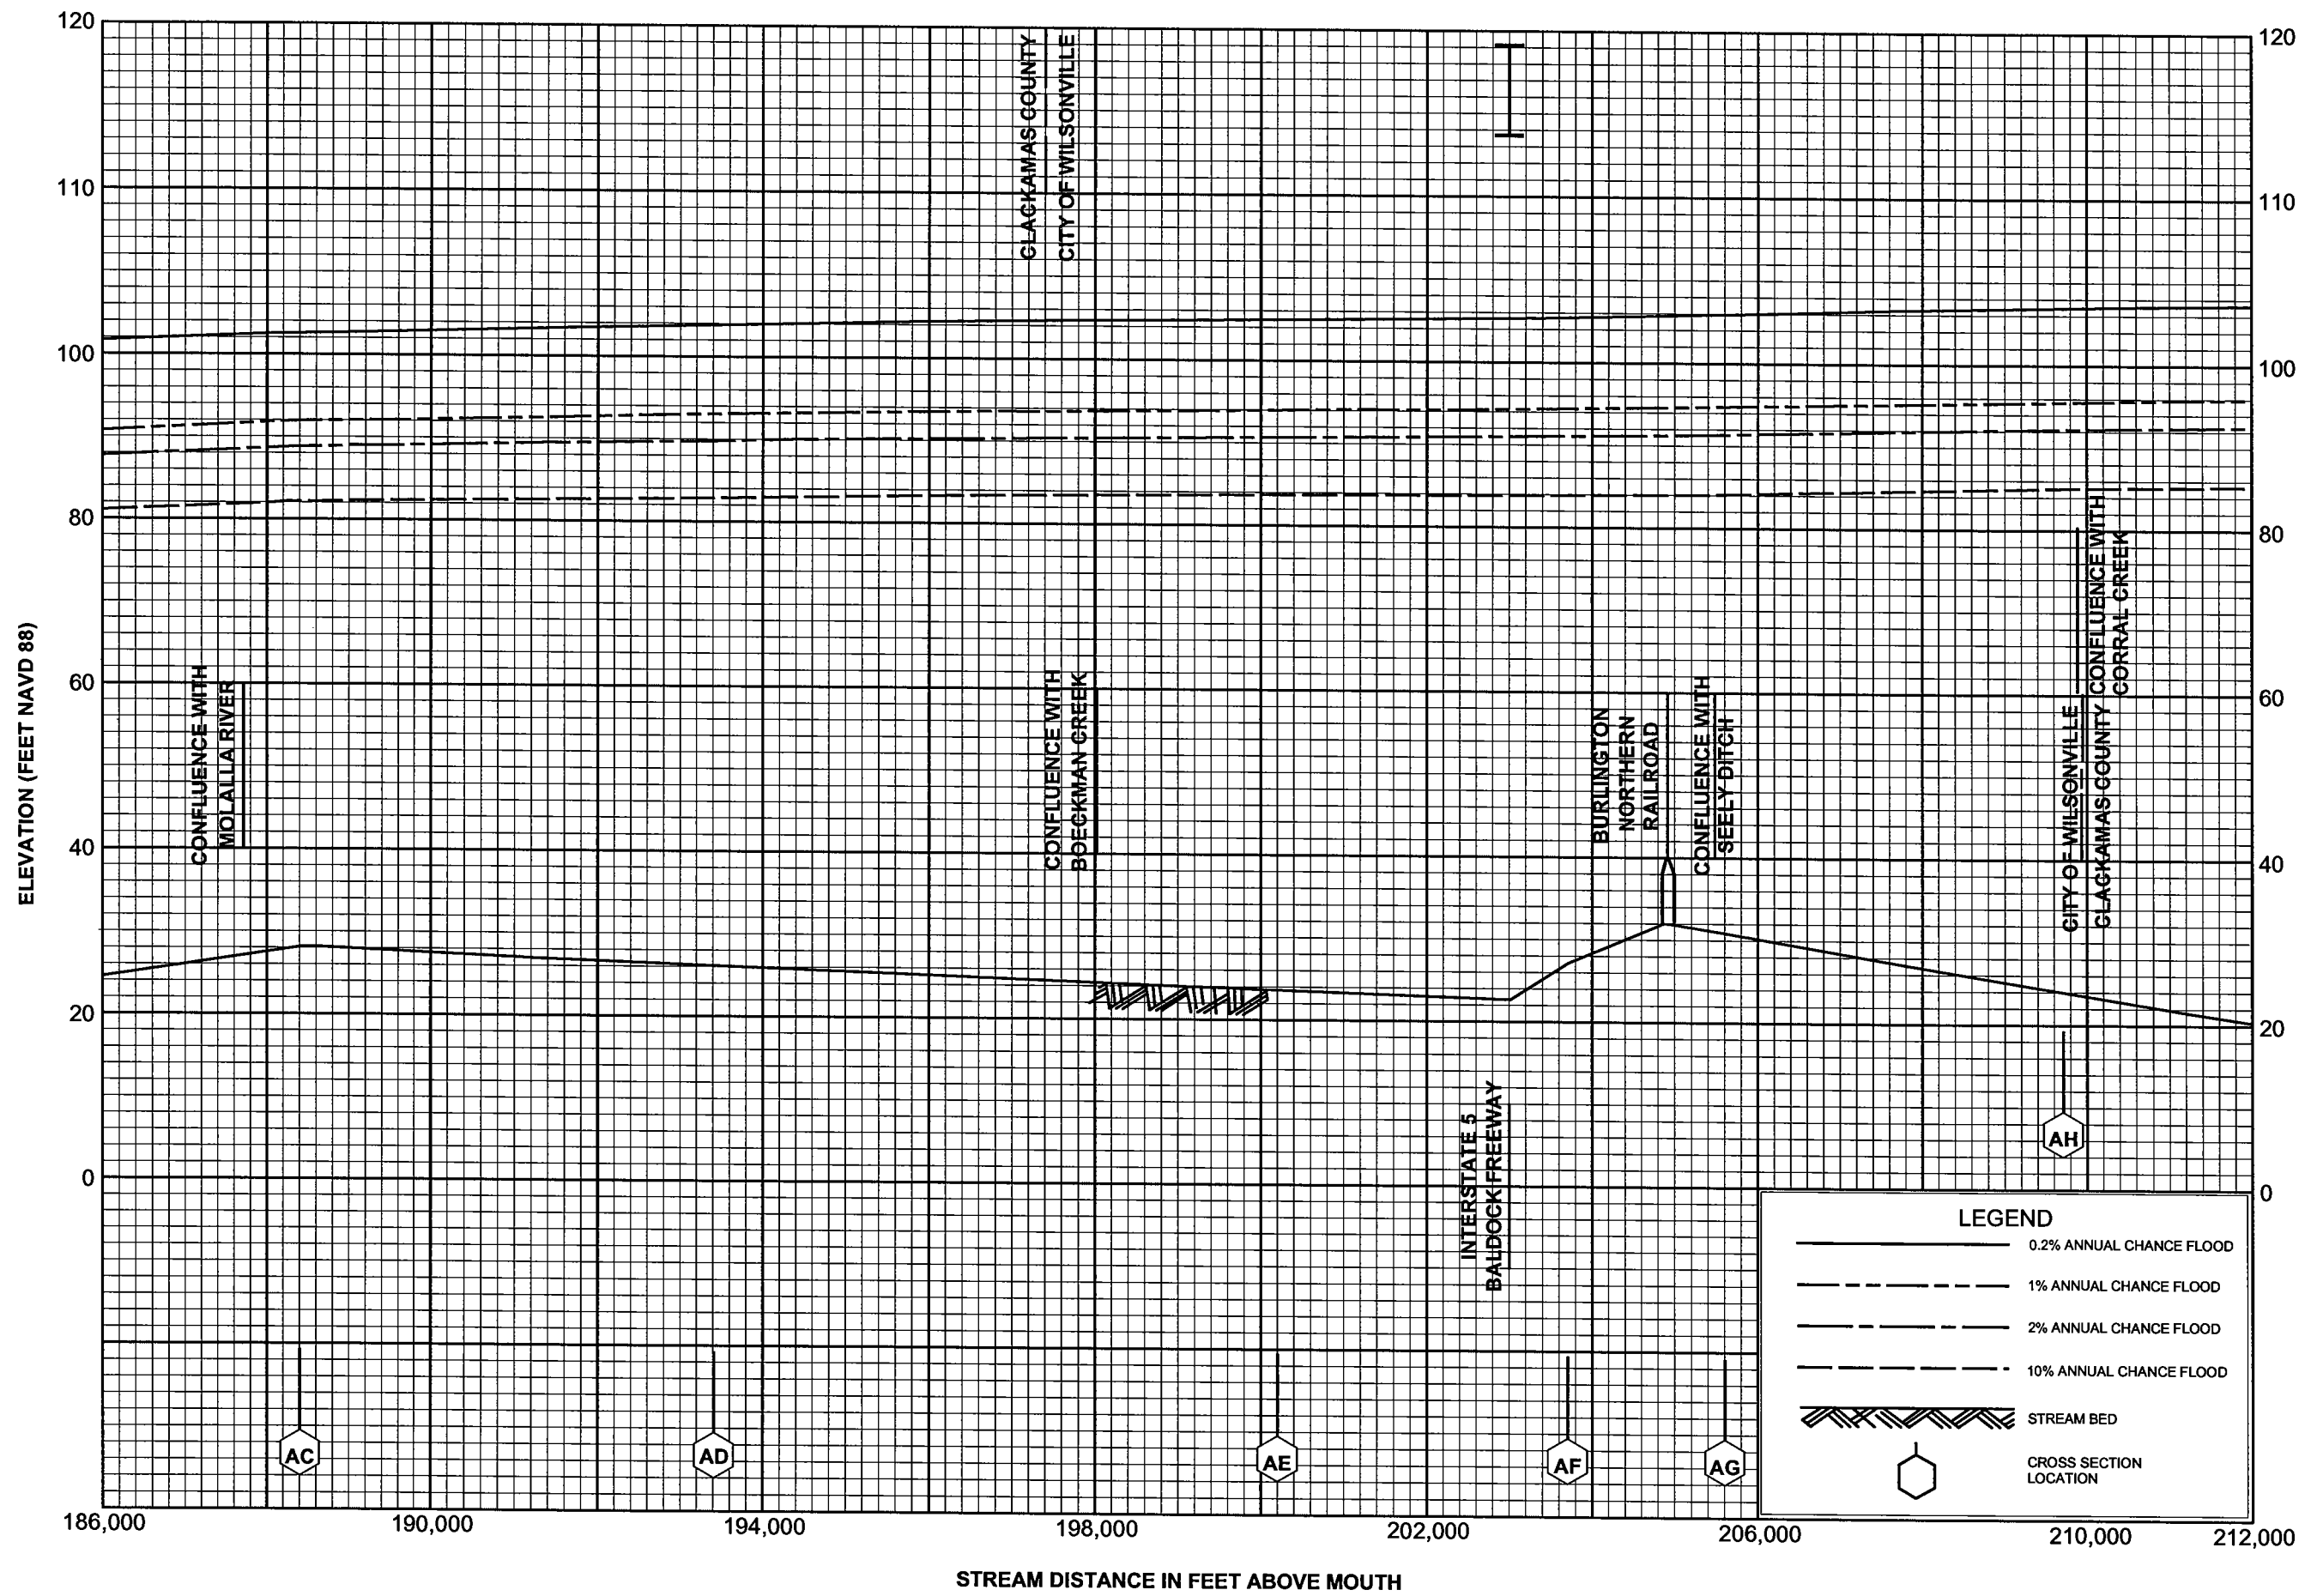 120
110
100
80
60
40
20
0
ELEVATION (FEET NAVD 88)
120
110
100
80
60
40
20
0
CLACKAMAS COUNTY
CITY OF WILSONVILLE
CONFLUENCE WITH
MOLALLA RIVER
CONFLUENCE WITH
BOECKMAN CREEK
INTERSTATE 5
BALDOCK FREEWAY
BURLINGTON
NORTHERN
RAILROAD
CONFLUENCE WITH
SEELY DITCH
CITY OF WILSONVILLE
CLACKAMAS COUNTY
CONFLUENCE WITH
CORRAL CREEK
AC
AD
AE
AF
AG
AH
LEGEND
0.2% ANNUAL CHANCE FLOOD
1% ANNUAL CHANCE FLOOD
2% ANNUAL CHANCE FLOOD
10% ANNUAL CHANCE FLOOD
STREAM BED
CROSS SECTION
LOCATION
186,000
190,000
194,000
198,000
202,000
206,000
210,000
212,000
STREAM DISTANCE IN FEET ABOVE MOUTH